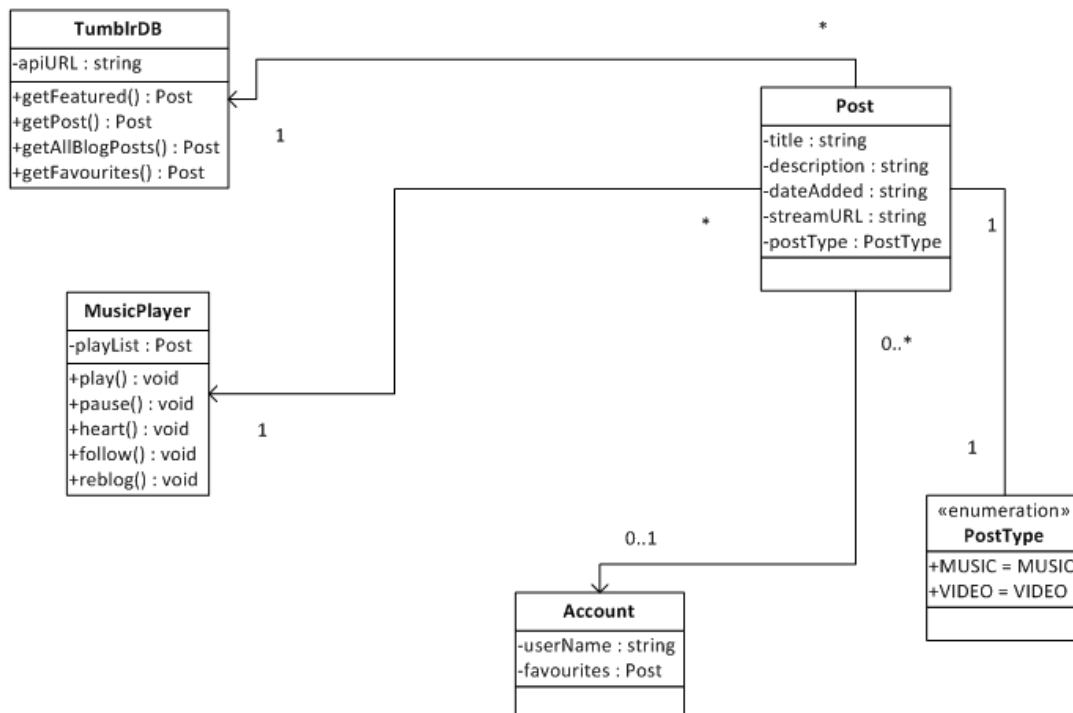 TumblrDB
-apiURL : string
+getFeatured() : Post
+getPost() : Post
+getAllBlogPosts() : Post
+getFavourites() : Post
1
*
Post
-title : string
-description : string
-dateAdded : string
-streamURL : string
-postType : PostType
*
1
0..*
MusicPlayer
-playList : Post
+play() : void
+pause() : void
+heart() : void
+follow() : void
+reblog() : void
1
1
0..1
«enumeration»
PostType
+MUSIC = MUSIC
+VIDEO = VIDEO
Account
-userName : string
-favourites : Post